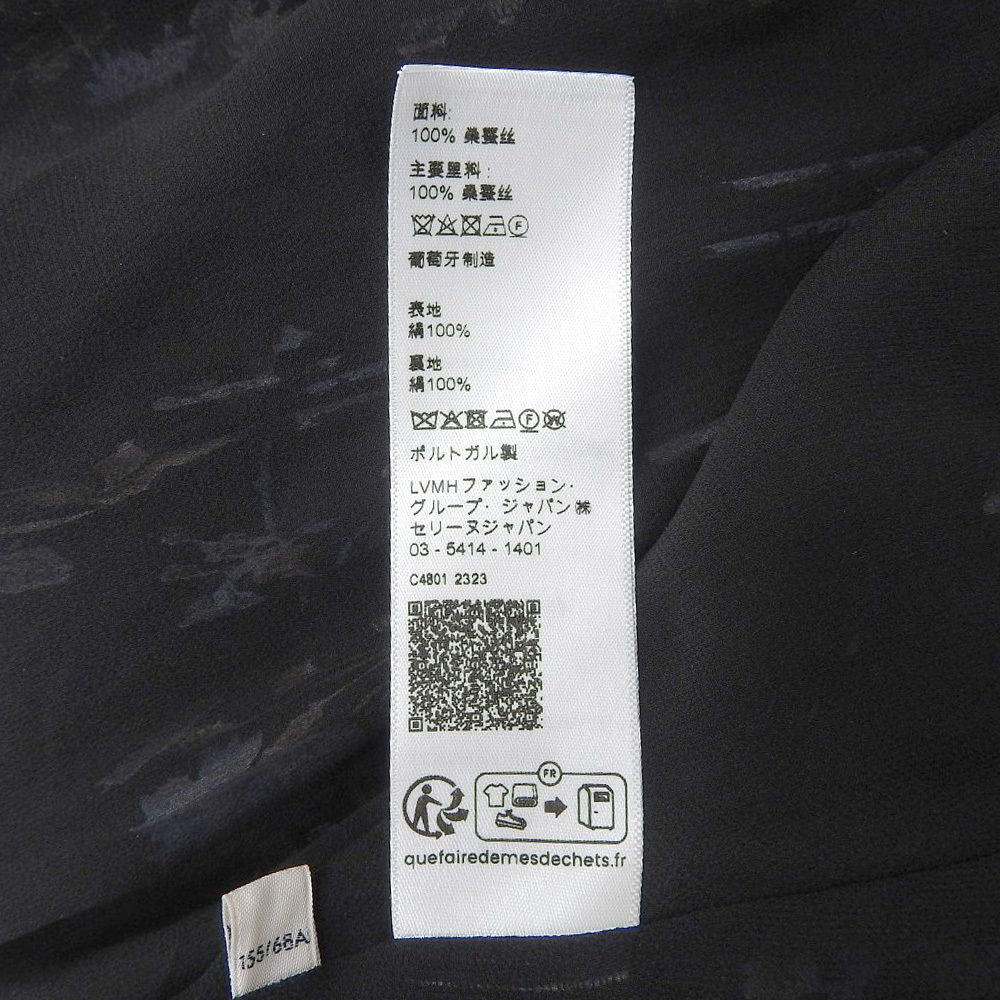 面料:
100% 桑蚕丝
主要里料:
100% 桑蚕丝
F
葡萄牙制造
表地
絹100%
裏地
絹100%
F W
ポルトガル製
LVMHファッション·
グループ· ジャパン㈱
セリーヌジャパン
03 - 5414 - 1401
C4801 2323
FR
quefairedemesdechets.fr
155/68A